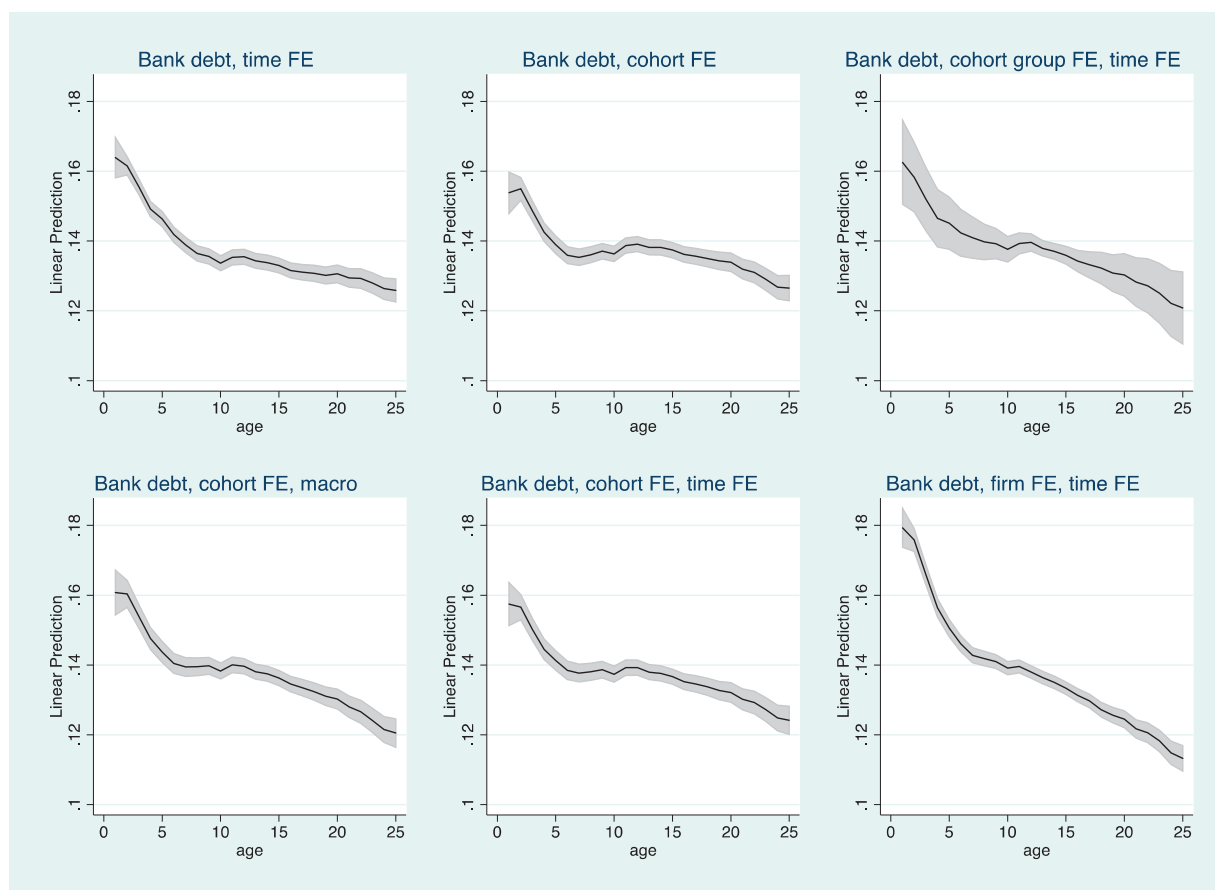 Bank debt, time FE
Linear Prediction
.18
.16
.14
.12
.1
0 5 10 15 20 25
age
Bank debt, cohort FE
Linear Prediction
.18
.16
.14
.12
.1
0 5 10 15 20 25
age
Bank debt, cohort group FE, time FE
Linear Prediction
.18
.16
.14
.12
.1
0 5 10 15 20 25
age
Bank debt, cohort FE, macro
Linear Prediction
.18
.16
.14
.12
.1
0 5 10 15 20 25
age
Bank debt, cohort FE, time FE
Linear Prediction
.18
.16
.14
.12
.1
0 5 10 15 20 25
age
Bank debt, firm FE, time FE
Linear Prediction
.18
.16
.14
.12
.1
0 5 10 15 20 25
age